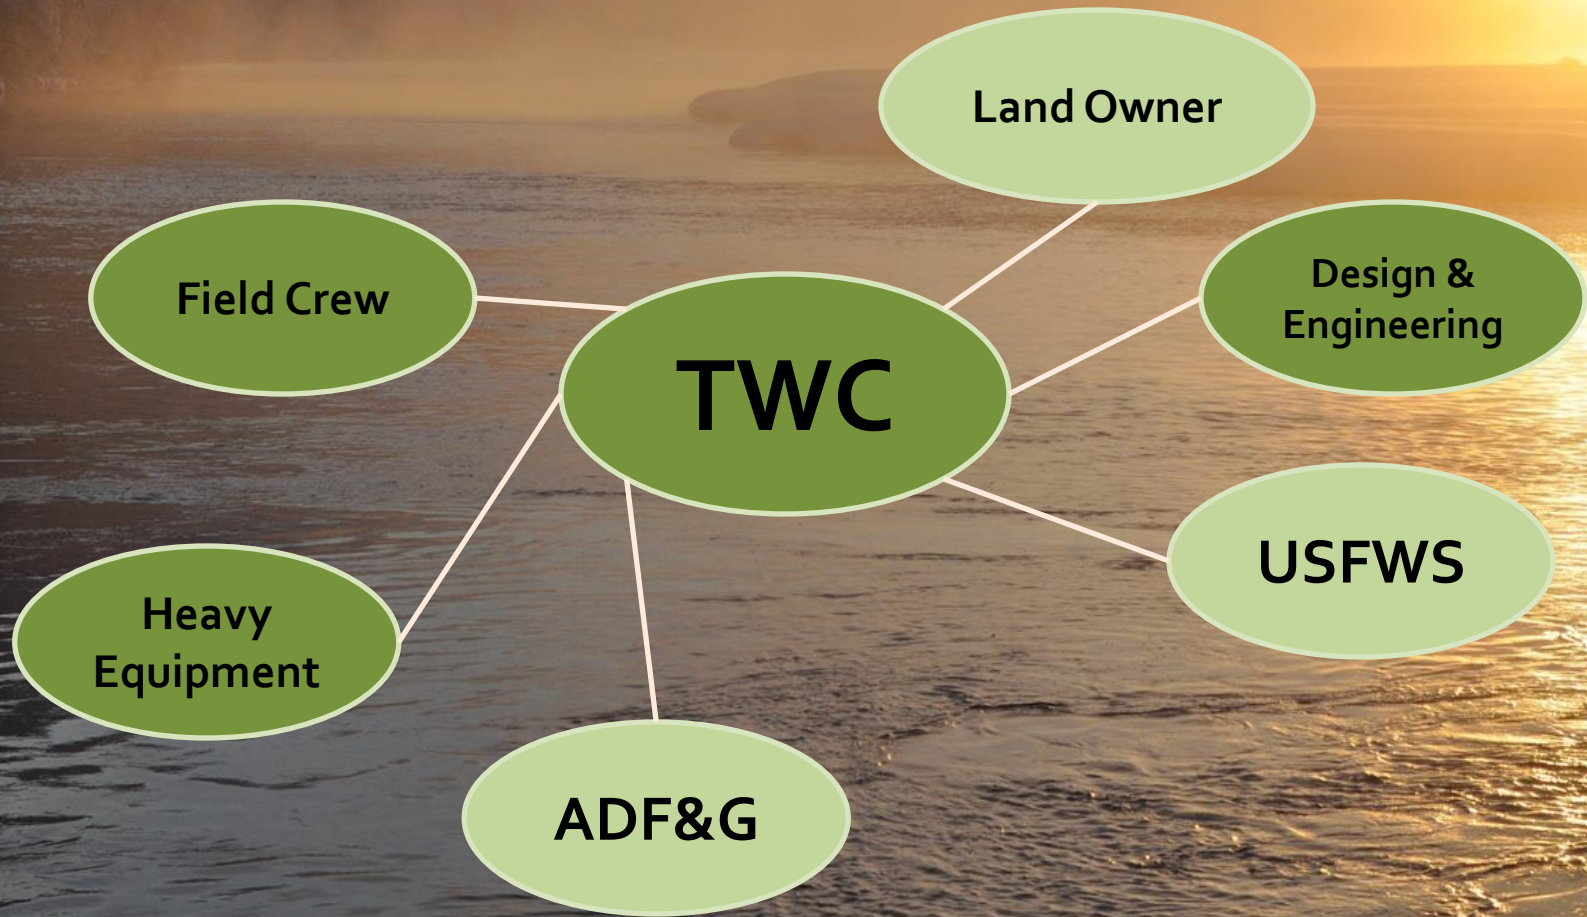 Land Owner
Design &
Engineering
Field Crew
TWC
USFWS
Heavy
Equipment
ADF&G